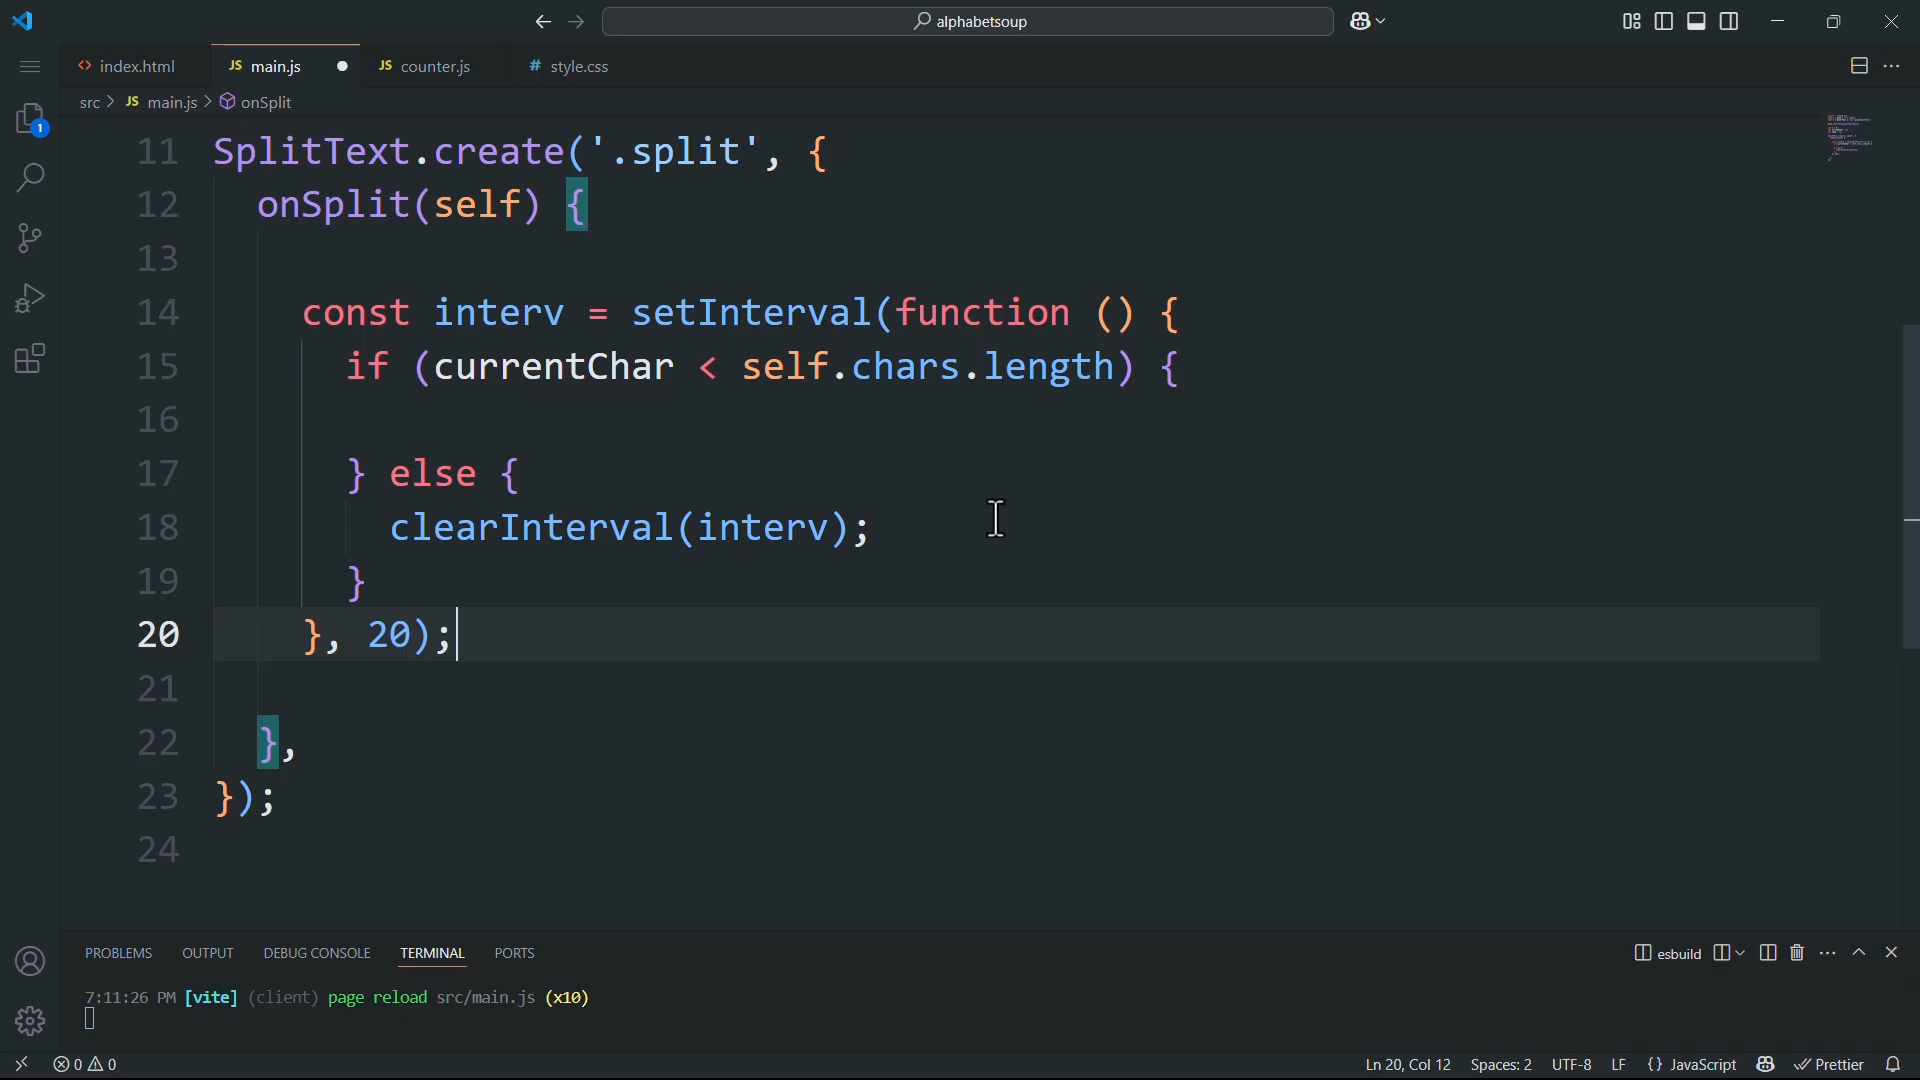 alphabetsoup
<> index.html
JS main.js
JS counter.js
# style.css
src > JS main.js > onSplit
11 SplitText.create('.split', {
12 onSplit(self) {
13
14 const interv = setInterval(function () {
15 if (currentChar < self.chars.length) {
16
17 } else {
18 clearInterval(interv);
19 }
20 }, 20);
21
22 },
23 });
24
1
PROBLEMS OUTPUT DEBUG CONSOLE TERMINAL PORTS
esbuild
7:11:26 PM [vite] (client) page reload src/main.js (x10)
0 0
Ln 20, Col 12 Spaces: 2 UTF-8 LF {} JavaScript Prettier